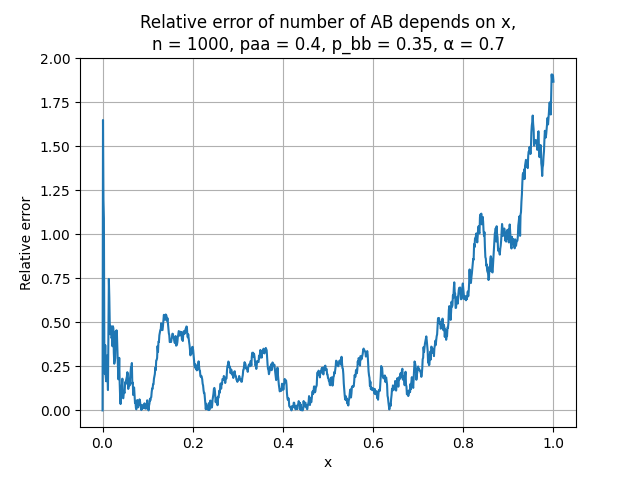 Relative error of number of AB depends on x,
n = 1000, paa = 0.4, p_bb = 0.35, α = 0.7
2.00
1.75
1.50
1.25
1.00
0.75
0.50
0.25
0.00
Relative error
0.0 0.2 0.4 0.6 0.8 1.0
x